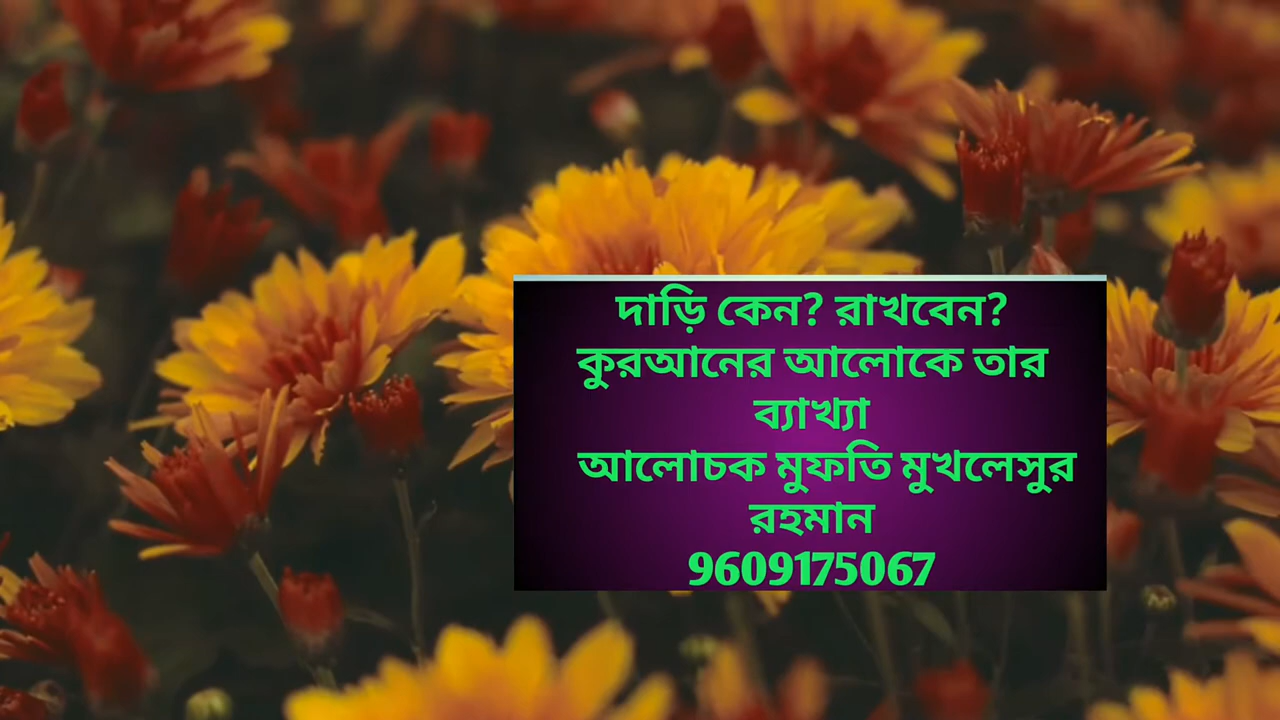 দাড়ি কেন? রাখবেন?
কুরআনের আলোকে তার
ব্যাখ্যা
আলোচক মুফতি মুখলেসুর
রহমান
9609175067